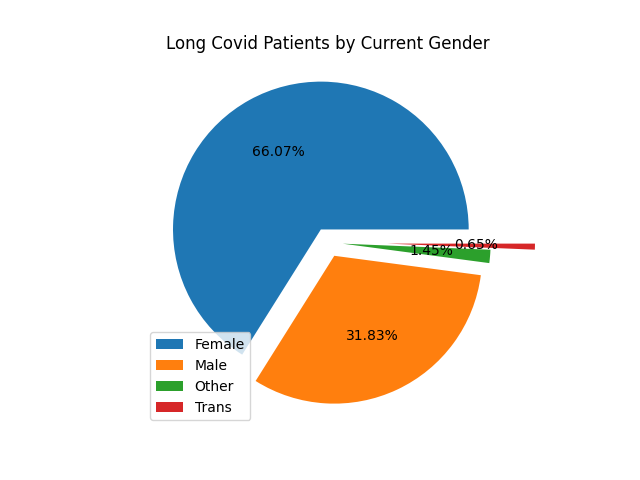 Long Covid Patients by Current Gender
66.07%
0.65%
1.45%
31.83%
Female
Male
Other
Trans